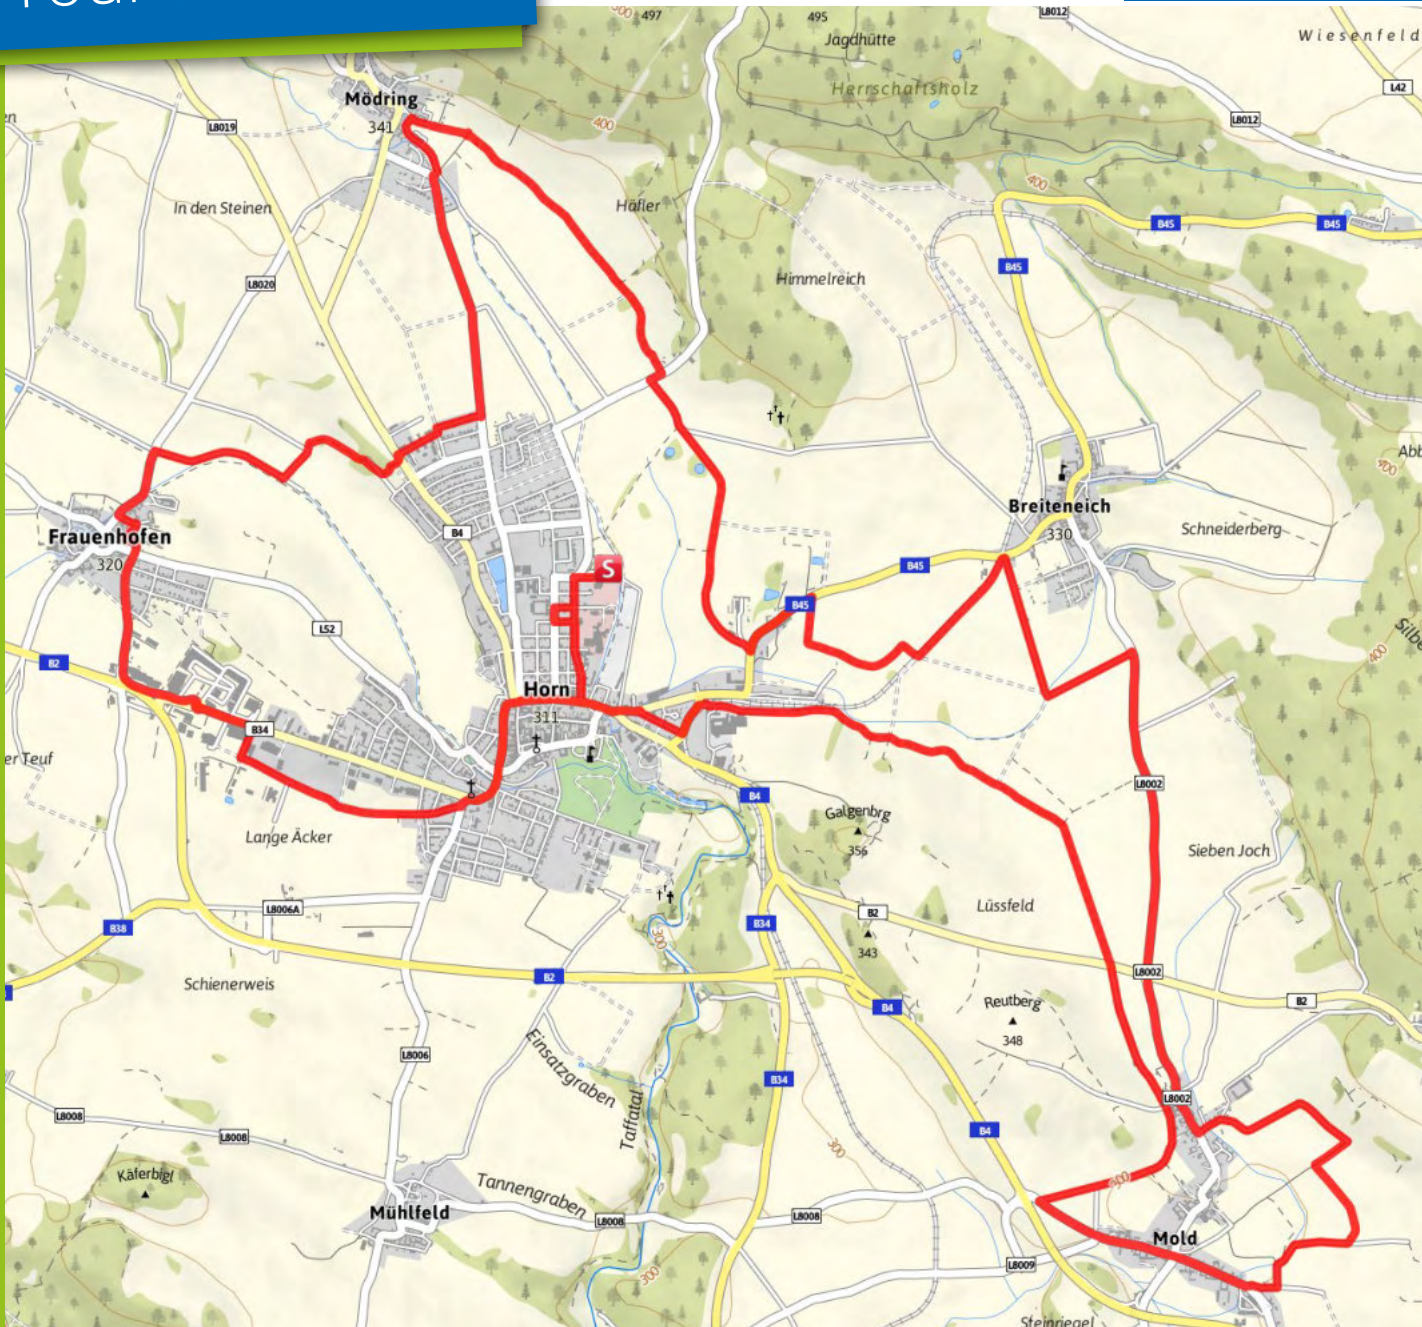 300
497
495
L8012
Jagdhütte
Wiesenfeld
Herrschaftsholz
L42
Mödring
341
L8019
400
L8012
In den Steinen
Häfler
400
B45
B45
L8020
Himmelreich
B45
Breiteneich
330
Schneiderberg
400
Frauenhofen
320
B4
B45
S
B45
L52
B2
400
Horn
311
B34
L8002
B4
Galgenbrg
356
Lange Äcker
Sieben Joch
L8006A
B38
B34
B2
343
Lüssfeld
300
Schienerweis
B2
L8002
B2
Reutberg
348
B4
Einsatzgraben
L8006
B34
Taffatal
L8002
L8008
L8008
B4
300
Käferbigl
Tannengraben
Mühlfeld
L8008
L8008
300
Mold
L8009
300
Steinriegel